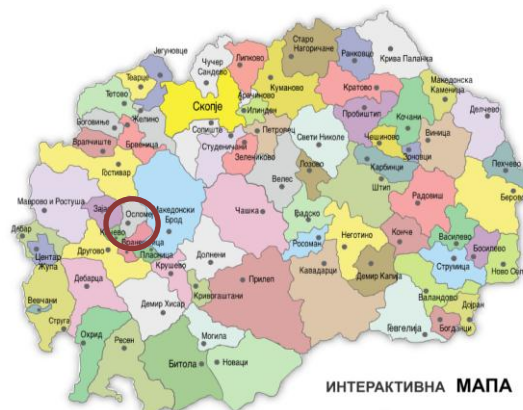 Јегуновце
Чучер
Сандево
Липково
Старо
Нагоричане
Ранковце
Крива Паланка
Теарце
Тетово
Скопје
Арачиново
Куманово
Кратово
Македонска
Каменица
Илинден
Пробиштип
Делчево
Боговиње
Желино
Сопиште
Петровец
Кочани
Врапчиште
Брвеница
Студеничани
Свети Николе
Чешиново
Виница
Зелениково
Зрновци
Пехчево
Гостивар
Лозово
Карбинци
Штип
Берово
Велес
Маврово и Ростуша
Зајас
Осломеј
Македонски
Брод
Чашка
Градско
Радовиш
Дебар
Кичево
Вранештица
Росоман
Неготино
Конче
Василево
Босилево
Центар
Жупа
Другово
Пласница
Долнени
Струмица
Ново Село
Дебарца
Крушево
Прилеп
Кавадарци
Демир Капија
Вевчани
Кривогаштани
Валандово
Струга
Демир Хисар
Дојран
Охрид
Могила
Гевгелија
Богданци
Ресен
Битола
Новаци
ИНТЕРАКТИВНА МАПА